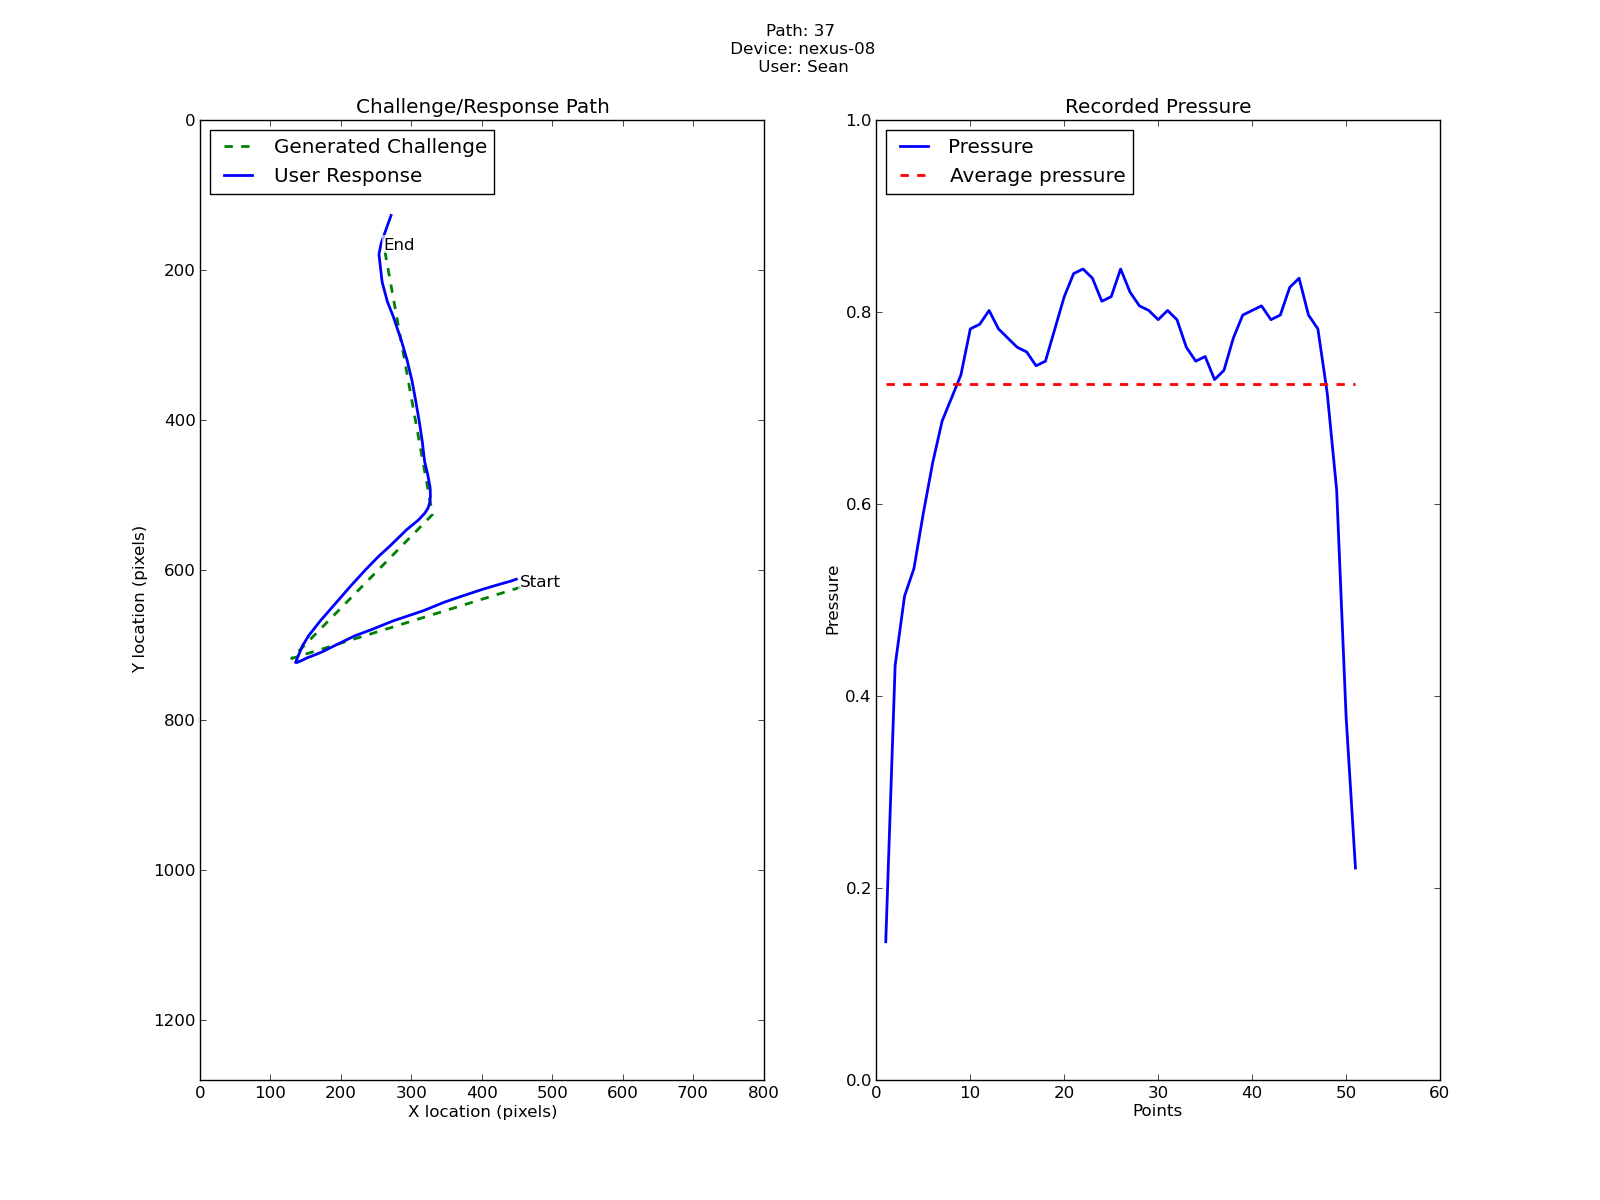 Path: 37
Device: nexus-08
User: Sean
Challenge/Response Path
Generated Challenge
User Response
End
Start
0
200
400
600
800
1000
1200
Y location (pixels)
0 100 200 300 400 500 600 700 800
X location (pixels)
Recorded Pressure
Pressure
Average pressure
1.0
0.8
0.6
0.4
0.2
0.0
Pressure
0 10 20 30 40 50 60
Points